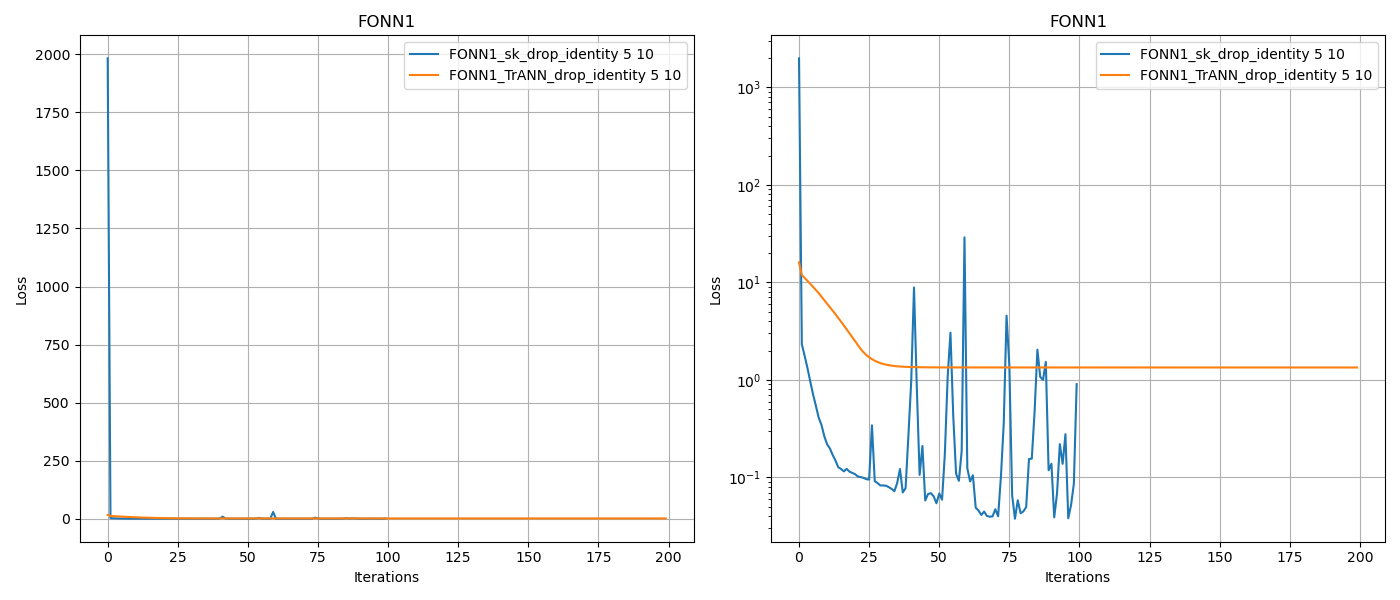 FONN1
FONN1_sk_drop_identity 5 10
FONN1_TrANN_drop_identity 5 10
2000
1750
1500
1250
1000
750
500
250
0
Loss
0 25 50 75 100 125 150 175 200
Iterations
FONN1
FONN1_sk_drop_identity 5 10
FONN1_TrANN_drop_identity 5 10
10³
10²
10¹
10⁰
10⁻¹
Loss
0 25 50 75 100 125 150 175 200
Iterations